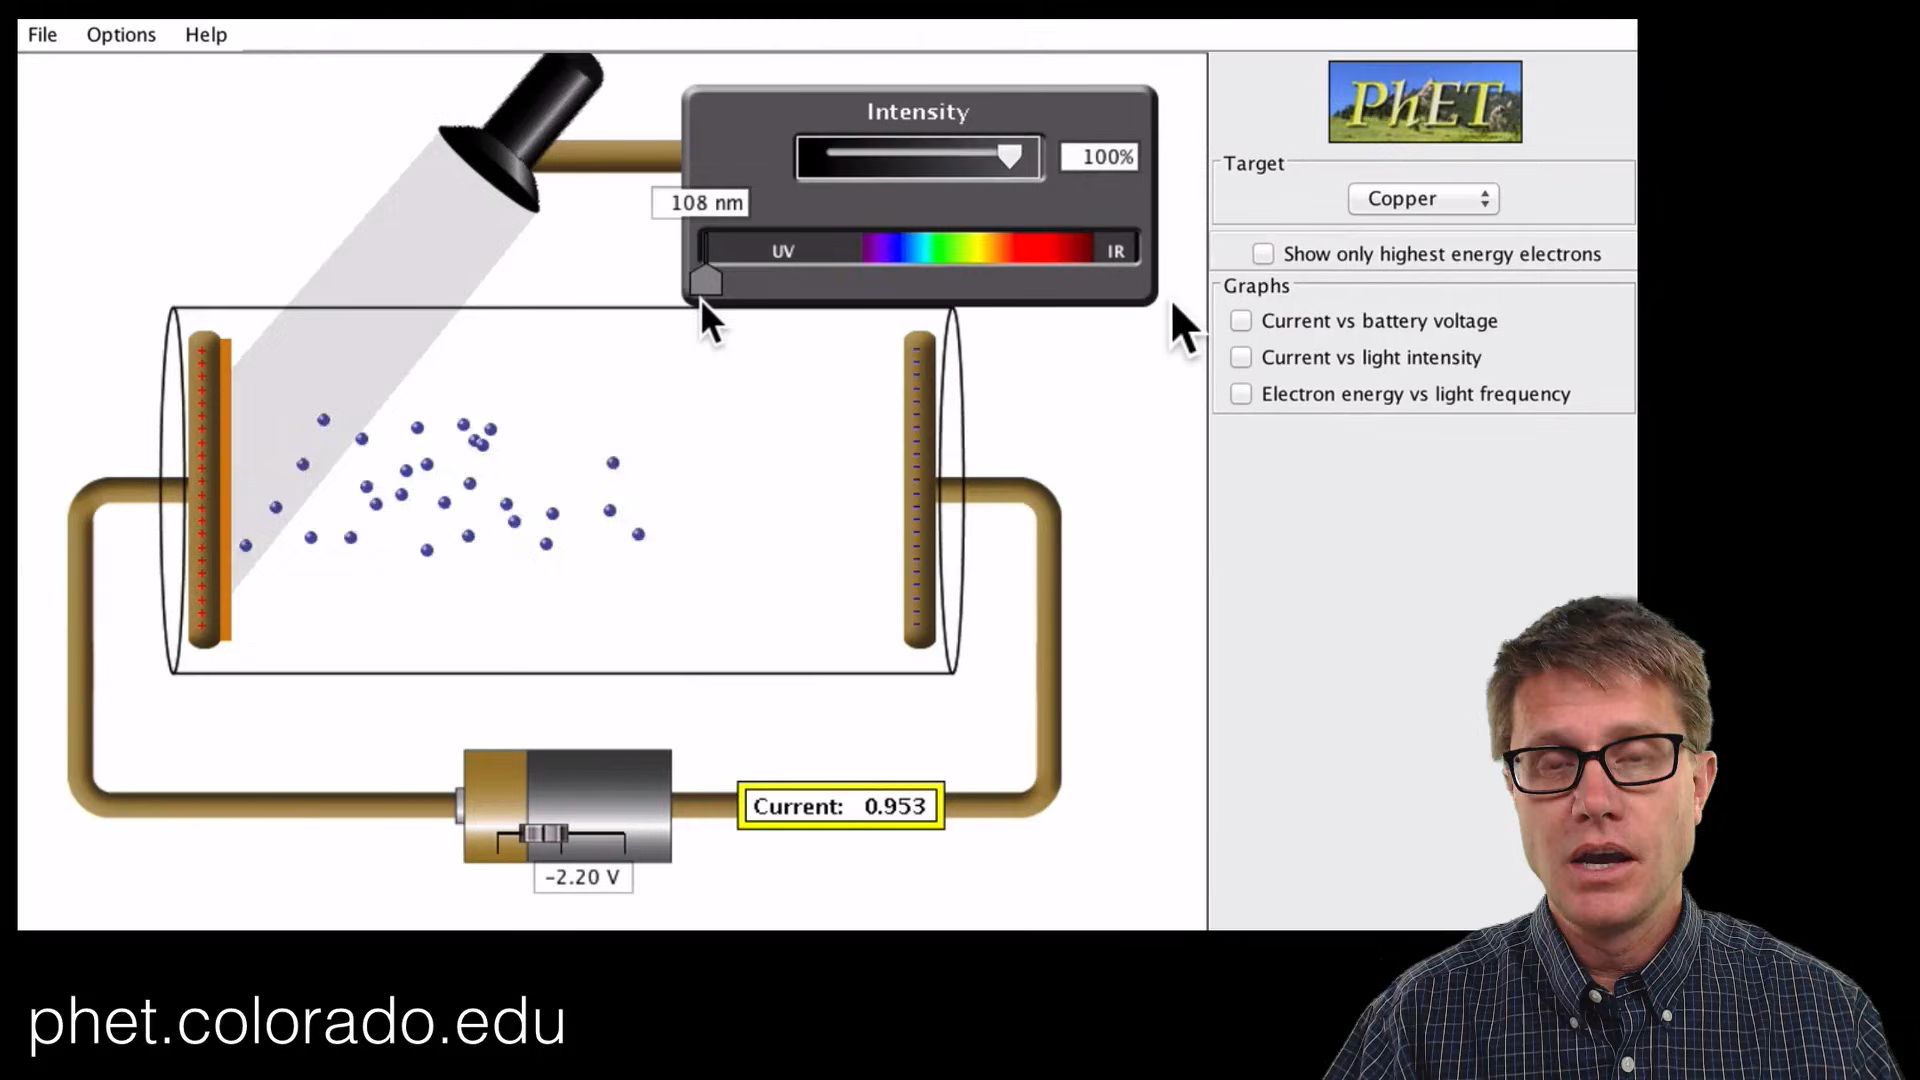 File Options Help
Intensity
100%
108 nm
UV IR
PhET
Target
Copper
Show only highest energy electrons
Graphs
Current vs battery voltage
Current vs light intensity
Electron energy vs light frequency
Current: 0.953
-2.20 V
phet.colorado.edu